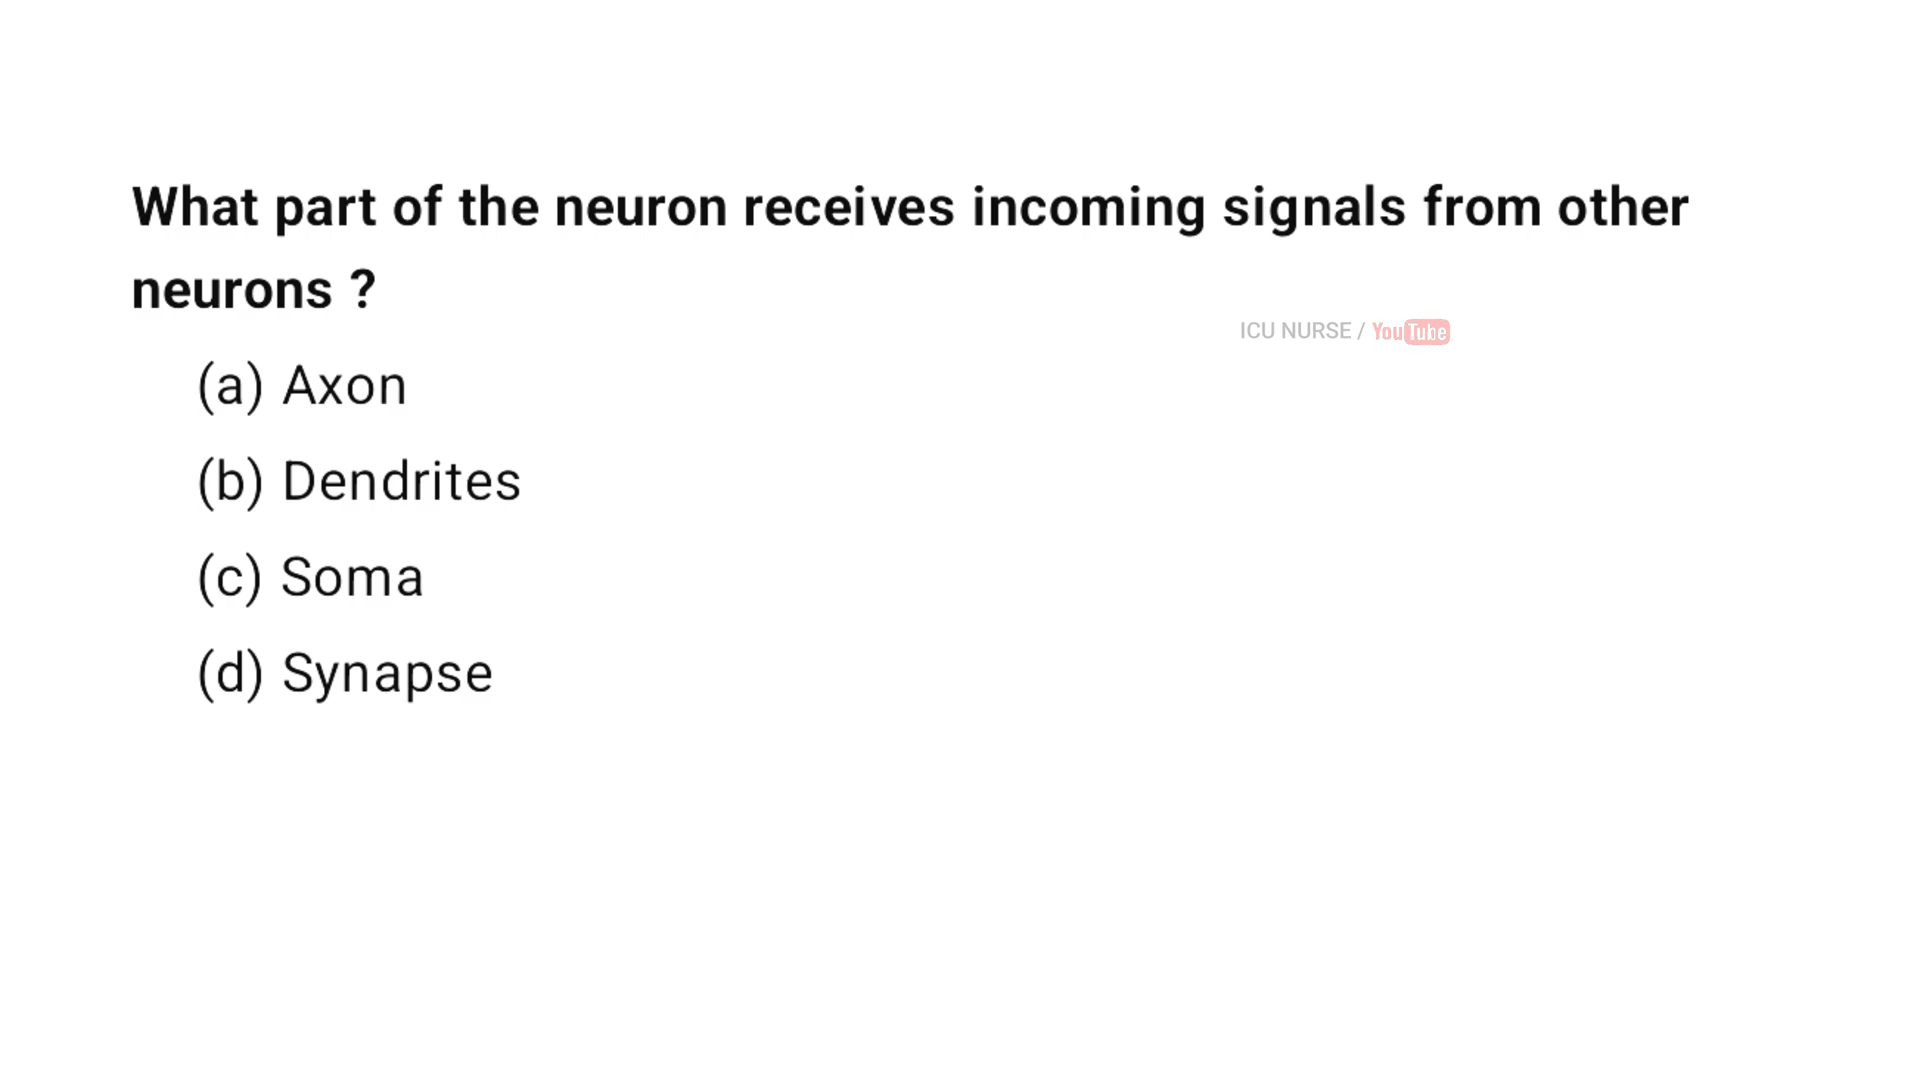 What part of the neuron receives incoming signals from other
neurons ?
ICU NURSE / YouTube
(a) Axon
(b) Dendrites
(c) Soma
(d) Synapse